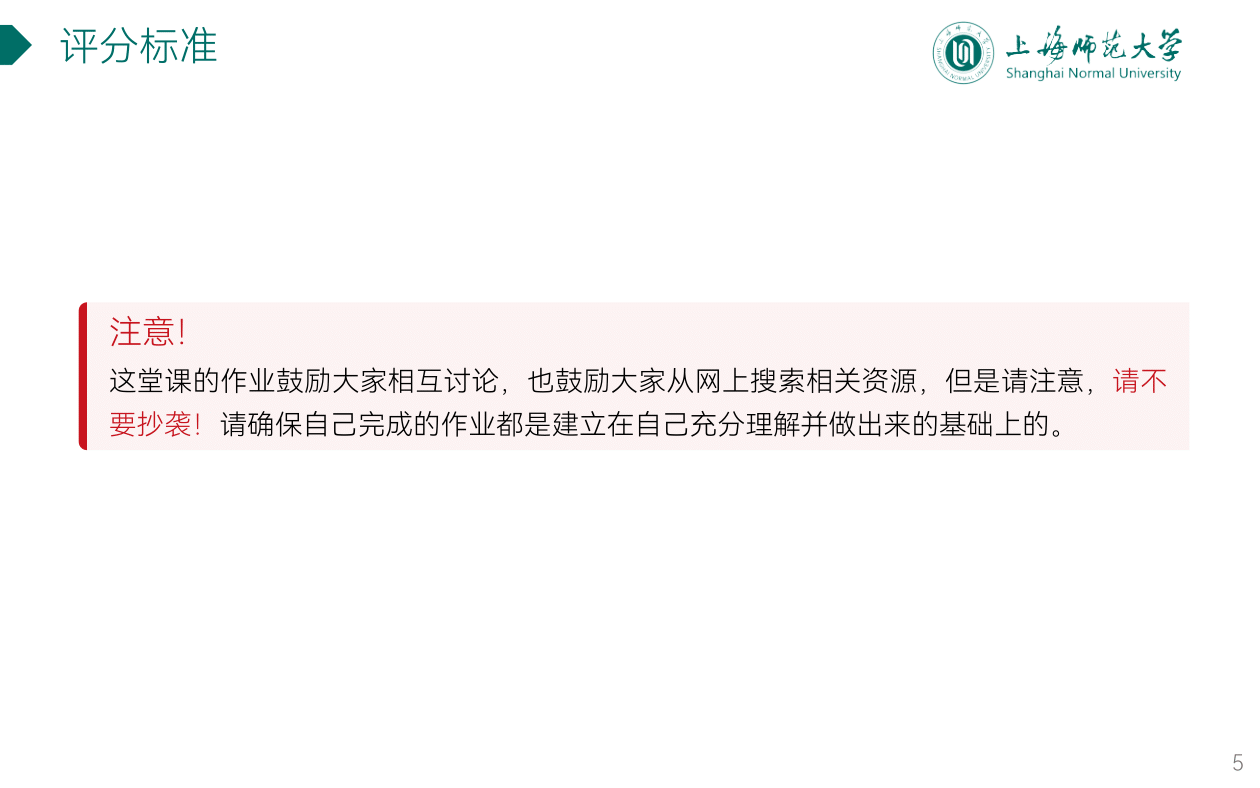 评分标准
上海师范大学
Shanghai Normal University
注意！
这堂课的作业鼓励大家相互讨论，也鼓励大家从网上搜索相关资源，但是请注意，请不
要抄袭！请确保自己完成的作业都是建立在自己充分理解并做出来的基础上的。
5